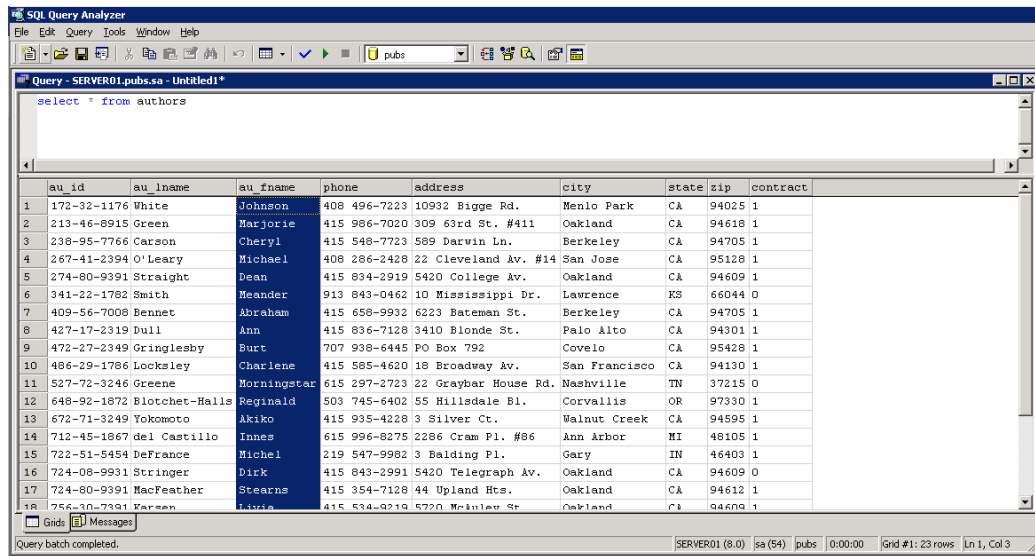 SQL Query Analyzer
File Edit Query Tools Window Help
pubs
Query - SERVER01.pubs.sa - Untitled1*
select * from authors
au_id au_lname au_fname phone address city state zip contract
1 172-32-1176 White Johnson 408 496-7223 10932 Bigge Rd. Menlo Park CA 94025 1
2 213-46-8915 Green Marjorie 415 986-7020 309 63rd St. #411 Oakland CA 94618 1
3 238-95-7766 Carson Cheryl 415 548-7723 589 Darwin Ln. Berkeley CA 94705 1
4 267-41-2394 O'Leary Michael 408 286-2428 22 Cleveland Av. #14 San Jose CA 95128 1
5 274-80-9391 Straight Dean 415 834-2919 5420 College Av. Oakland CA 94609 1
6 341-22-1782 Smith Meander 913 843-0462 10 Mississippi Dr. Lawrence KS 66044 0
7 409-56-7008 Bennet Abraham 415 658-9932 6223 Bateman St. Berkeley CA 94705 1
8 427-17-2319 Dull Ann 415 836-7128 3410 Blonde St. Palo Alto CA 94301 1
9 472-27-2349 Gringlesby Burt 707 938-6445 PO Box 792 Covelo CA 95428 1
10 486-29-1786 Locksley Charlene 415 585-4620 18 Broadway Av. San Francisco CA 94130 1
11 527-72-3246 Greene Morningstar 615 297-2723 22 Graybar House Rd. Nashville TN 37215 0
12 648-92-1872 Blotchet-Halls Reginald 503 745-6402 55 Hillsdale Bl. Corvallis OR 97330 1
13 672-71-3249 Yokomoto Akiko 415 935-4228 3 Silver Ct. Walnut Creek CA 94595 1
14 712-45-1867 del Castillo Innes 615 996-8275 2286 Cram Pl. #86 Ann Arbor MI 48105 1
15 722-51-5454 DeFrance Michel 219 547-9982 3 Balding Pl. Gary IN 46403 1
16 724-08-9931 Stringer Dirk 415 843-2991 5420 Telegraph Av. Oakland CA 94609 0
17 724-80-9391 MacFeather Stearns 415 354-7128 44 Upland Hts. Oakland CA 94612 1
18 756-30-7391 Karsen Livia 415 534-9219 5720 McAuley St. Oakland CA 94609 1
Grids Messages
Query batch completed. SERVER01 (8.0) sa (54) pubs 0:00:00 Grid #1: 23 rows Ln 1, Col 3